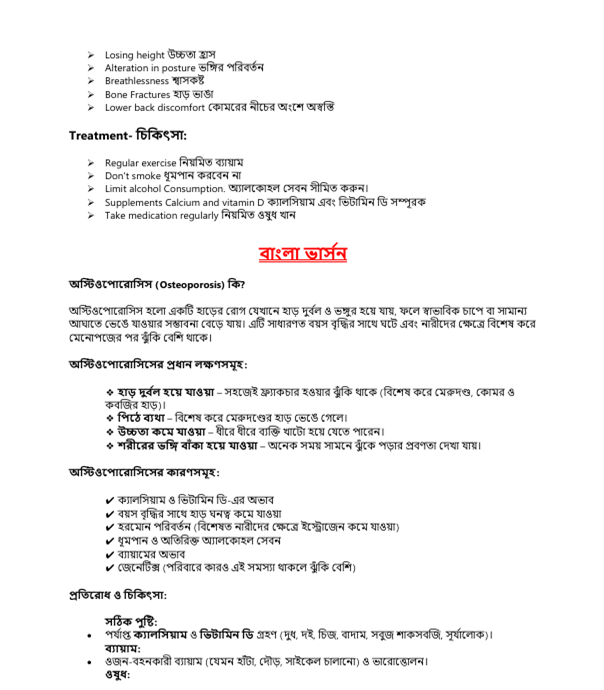 ➢ Losing height উচ্চতা হ্রাস
➢ Alteration in posture ভঙ্গির পরিবর্তন
➢ Breathlessness শ্বাসকষ্ট
➢ Bone Fractures হাড় ভাঙা
➢ Lower back discomfort কোমরের নীচের অংশে অস্বস্তি
Treatment- চিকিৎসা:
➢ Regular exercise নিয়মিত ব্যায়াম
➢ Don't smoke ধূমপান করবেন না
➢ Limit alcohol Consumption. অ্যালকোহল সেবন সীমিত করুন।
➢ Supplements Calcium and vitamin D ক্যালসিয়াম এবং ভিটামিন ডি সম্পূরক
➢ Take medication regularly নিয়মিত ওষুধ খান
বাংলা ভার্সন
অস্টিওপোরোসিস (Osteoporosis) কি?
অস্টিওপোরোসিস হলো একটি হাড়ের রোগ যেখানে হাড় দুর্বল ও ভঙ্গুর হয়ে যায়, ফলে স্বাভাবিক চাপে বা সামান্য
আঘাতে ভেঙে যাওয়ার সম্ভাবনা বেড়ে যায়। এটি সাধারণত বয়স বৃদ্ধির সাথে ঘটে এবং নারীদের ক্ষেত্রে বিশেষ করে
মেনোপজের পর ঝুঁকি বেশি থাকে।
অস্টিওপোরোসিসের প্রধান লক্ষণসমূহ:
❖ হাড় দুর্বল হয়ে যাওয়া – সহজেই ফ্র্যাকচার হওয়ার ঝুঁকি থাকে (বিশেষ করে মেরুদণ্ড, কোমর ও
কবজির হাড়)।
❖ পিঠে ব্যথা – বিশেষ করে মেরুদণ্ডের হাড় ভেঙে গেলে।
❖ উচ্চতা কমে যাওয়া – ধীরে ধীরে ব্যক্তি খাটো হয়ে যেতে পারেন।
❖ শরীরের ভঙ্গি বাঁকা হয়ে যাওয়া – অনেক সময় সামনে ঝুঁকে পড়ার প্রবণতা দেখা যায়।
অস্টিওপোরোসিসের কারণসমূহ:
✔ ক্যালসিয়াম ও ভিটামিন ডি-এর অভাব
✔ বয়স বৃদ্ধির সাথে হাড় ঘনত্ব কমে যাওয়া
✔ হরমোন পরিবর্তন (বিশেষত নারীদের ক্ষেত্রে ইস্ট্রোজেন কমে যাওয়া)
✔ ধূমপান ও অতিরিক্ত অ্যালকোহল সেবন
✔ ব্যায়ামের অভাব
✔ জেনেটিক্স (পরিবারে কারও এই সমস্যা থাকলে ঝুঁকি বেশি)
প্রতিরোধ ও চিকিৎসা:
সঠিক পুষ্টি:
• পর্যাপ্ত ক্যালসিয়াম ও ভিটামিন ডি গ্রহণ (দুধ, দই, চিজ, বাদাম, সবুজ শাকসবজি, সূর্যালোক)।
ব্যায়াম:
• ওজন-বহনকারী ব্যায়াম (যেমন হাঁটা, দৌড়, সাইকেল চালানো) ও ভারোত্তোলন।
ওষুধ: